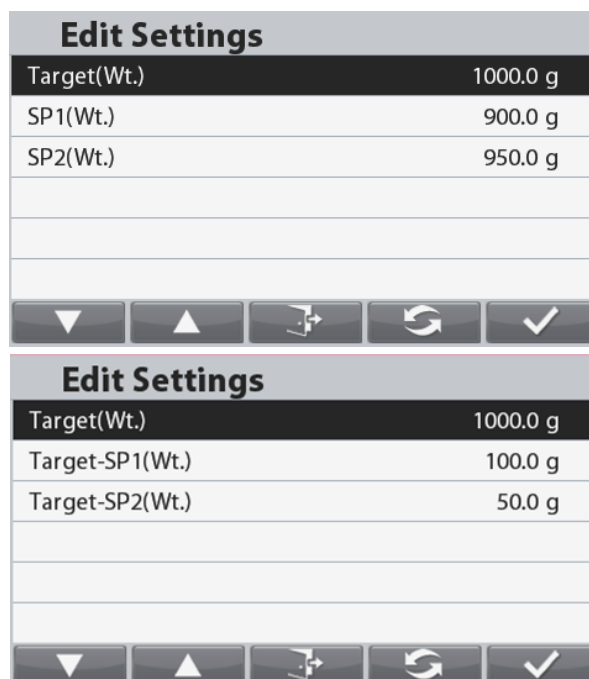 Edit Settings
Target(Wt.) 1000.0 g
SP1(Wt.) 900.0 g
SP2(Wt.) 950.0 g
Edit Settings
Target(Wt.) 1000.0 g
Target-SP1(Wt.) 100.0 g
Target-SP2(Wt.) 50.0 g